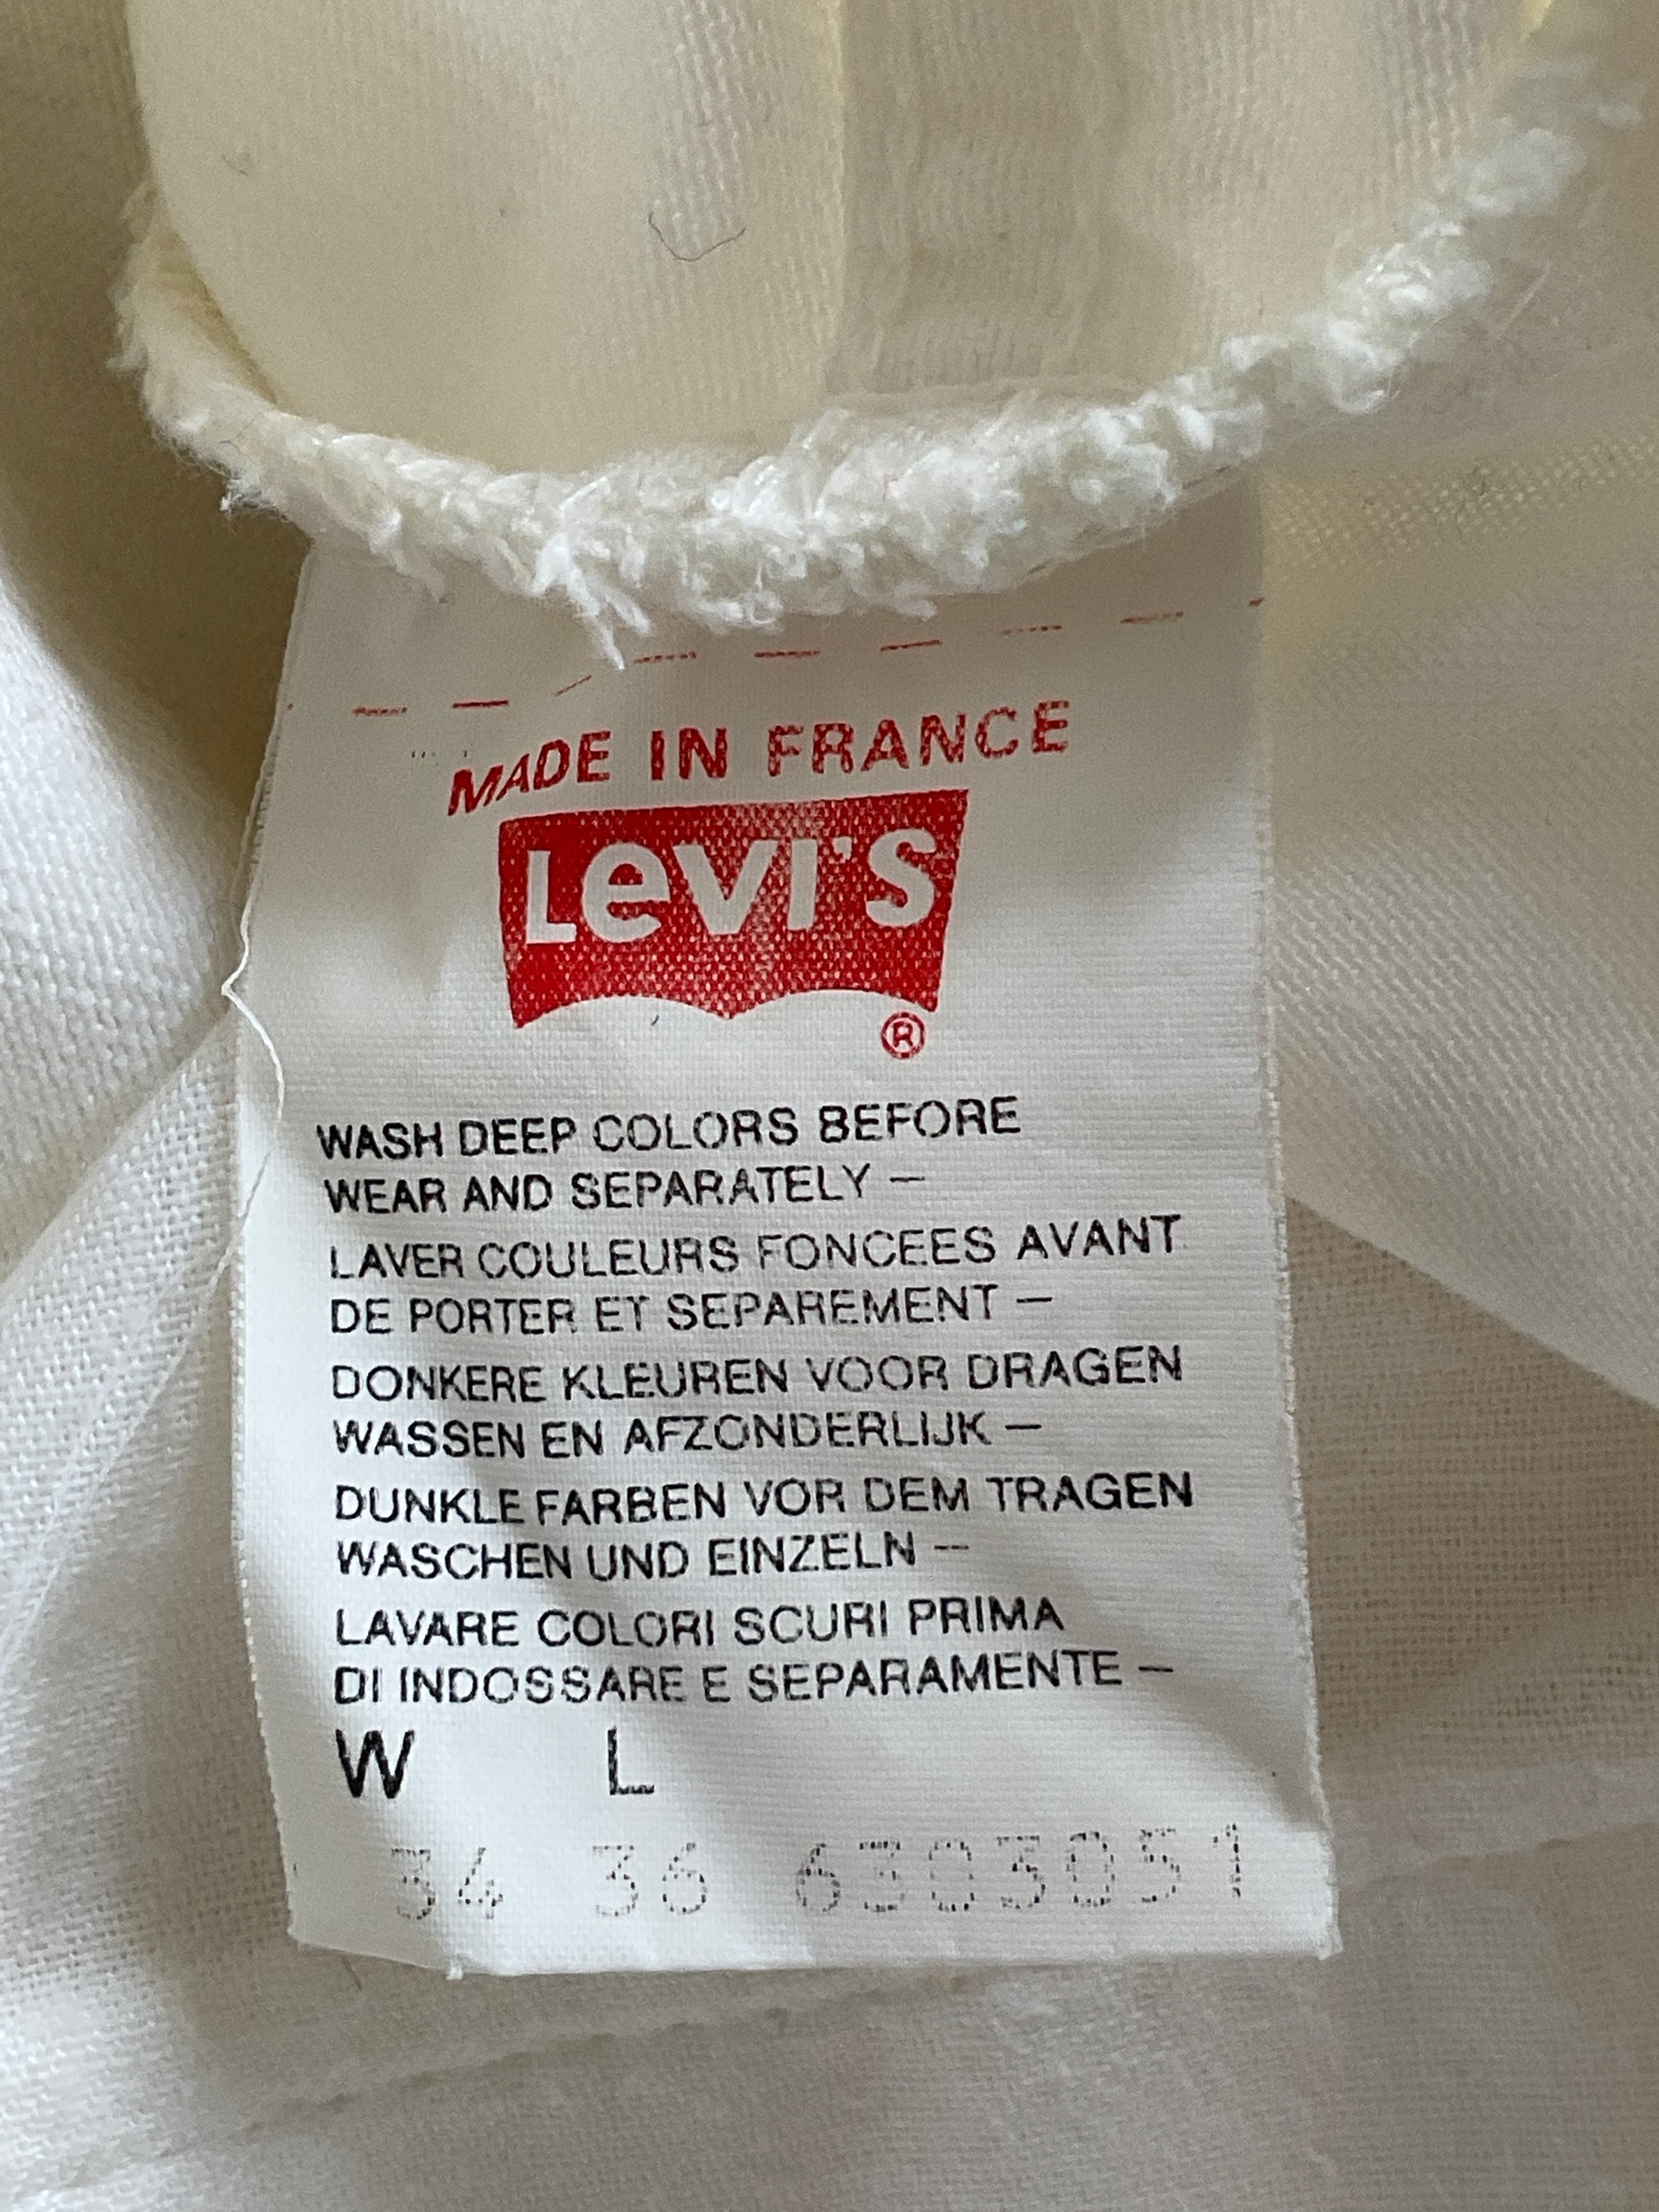 MADE IN FRANCE
LEVI'S
®
WASH DEEP COLORS BEFORE
WEAR AND SEPARATELY –
LAVER COULEURS FONCEES AVANT
DE PORTER ET SEPAREMENT –
DONKERE KLEUREN VOOR DRAGEN
WASSEN EN AFZONDERLIJK –
DUNKLE FARBEN VOR DEM TRAGEN
WASCHEN UND EINZELN –
LAVARE COLORI SCURI PRIMA
DI INDOSSARE E SEPARAMENTE –
W L
34 36 6303051